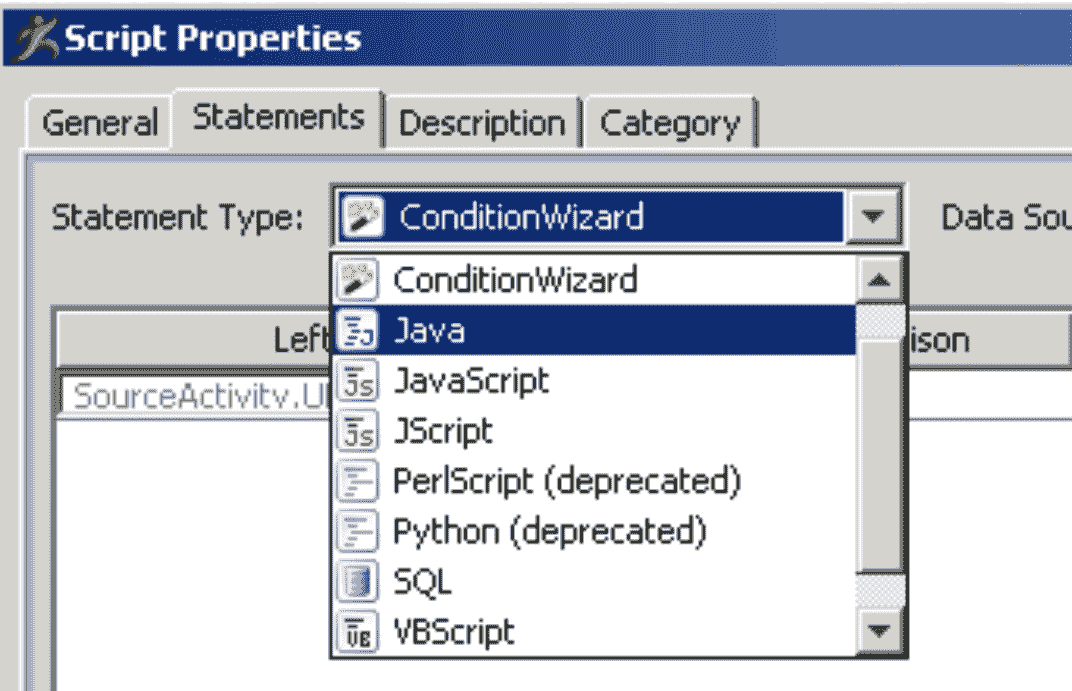 Script Properties
General Statements Description Category
Statement Type: ConditionWizard Data Sou
ConditionWizard
Java
Left ison
JavaScript
SourceActivity.U
JScript
PerlScript (deprecated)
Python (deprecated)
SQL
VBScript